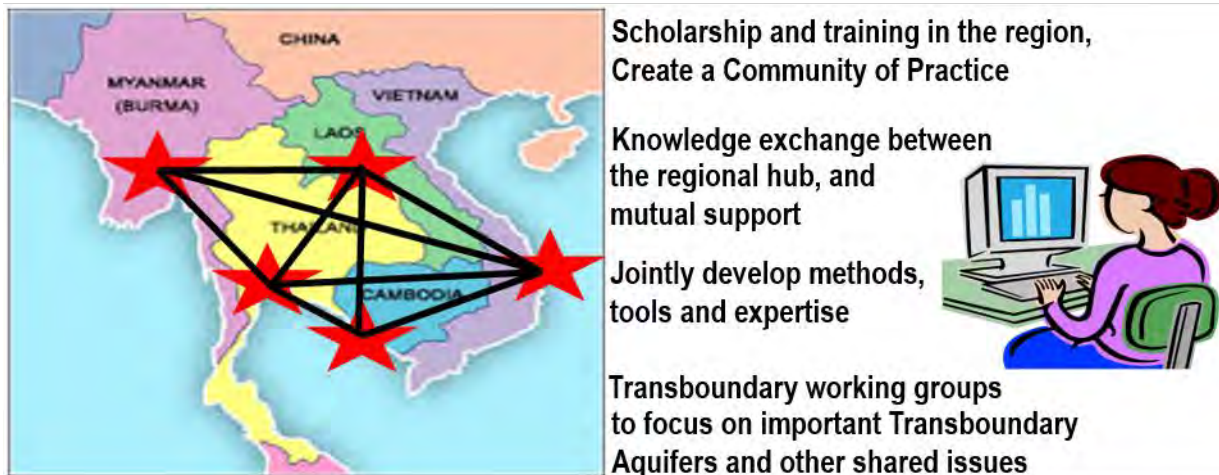 CHINA
MYANMAR
(BURMA)
VIETNAM
LAOS
THAILAND
CAMBODIA
Scholarship and training in the region,
Create a Community of Practice
Knowledge exchange between
the regional hub, and
mutual support
Jointly develop methods,
tools and expertise
Transboundary working groups
to focus on important Transboundary
Aquifers and other shared issues